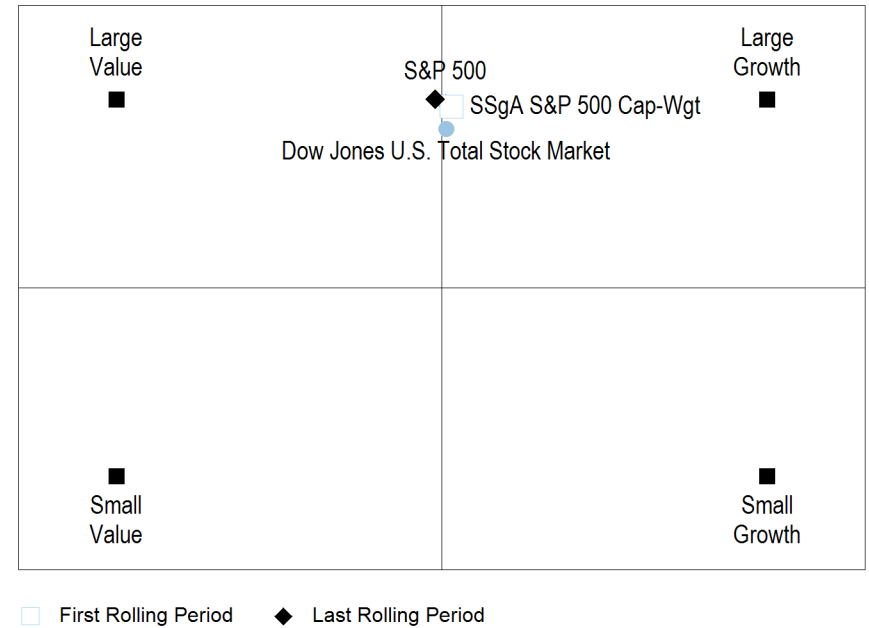 Large
Value
Large
Growth
S&P 500
SSgA S&P 500 Cap-Wgt
Dow Jones U.S. Total Stock Market
Small
Value
Small
Growth
First Rolling Period
Last Rolling Period